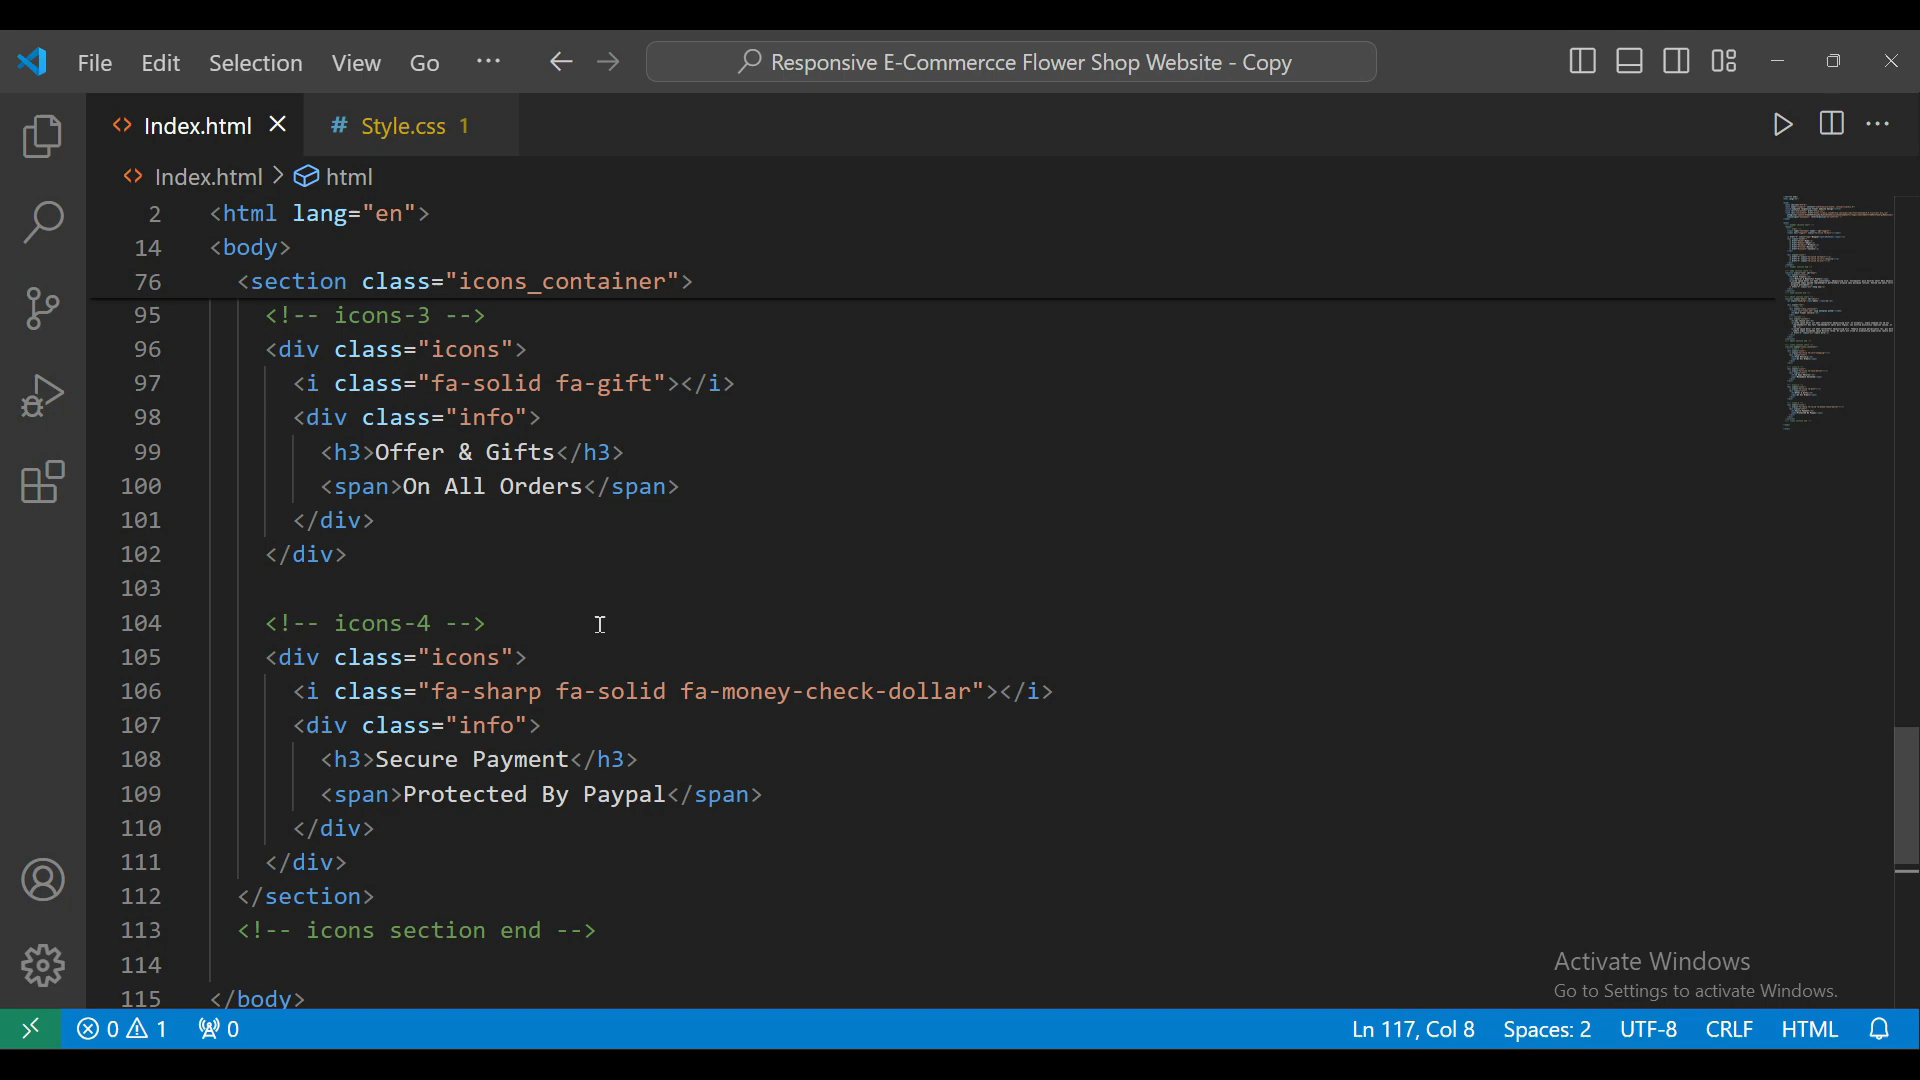 File Edit Selection View Go ··· Responsive E-Commercce Flower Shop Website - Copy
Index.html # Style.css 1
Index.html > html
2 <html lang="en">
14 <body>
76 <section class="icons_container">
95 <!-- icons-3 -->
96 <div class="icons">
97 <i class="fa-solid fa-gift"></i>
98 <div class="info">
99 <h3>Offer & Gifts</h3>
100 <span>On All Orders</span>
101 </div>
102 </div>
103
104 <!-- icons-4 -->
105 <div class="icons">
106 <i class="fa-sharp fa-solid fa-money-check-dollar"></i>
107 <div class="info">
108 <h3>Secure Payment</h3>
109 <span>Protected By Paypal</span>
110 </div>
111 </div>
112 </section>
113 <!-- icons section end -->
114
115 </body>
Activate Windows
Go to Settings to activate Windows.
0 1 0 Ln 117, Col 8 Spaces: 2 UTF-8 CRLF HTML